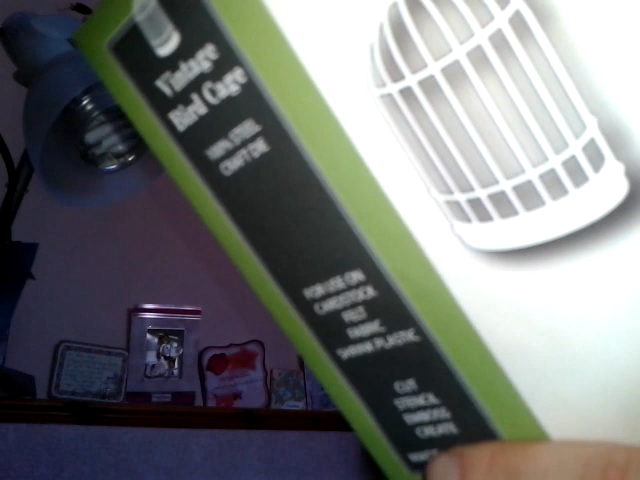 Vintage
Bird Cage
100% STEEL
CRAFT DIE
FOR USE ON
CARDSTOCK
FELT
FABRIC
SHRINK PLASTIC
CUT
STENCIL
EMBOSS
CREATE